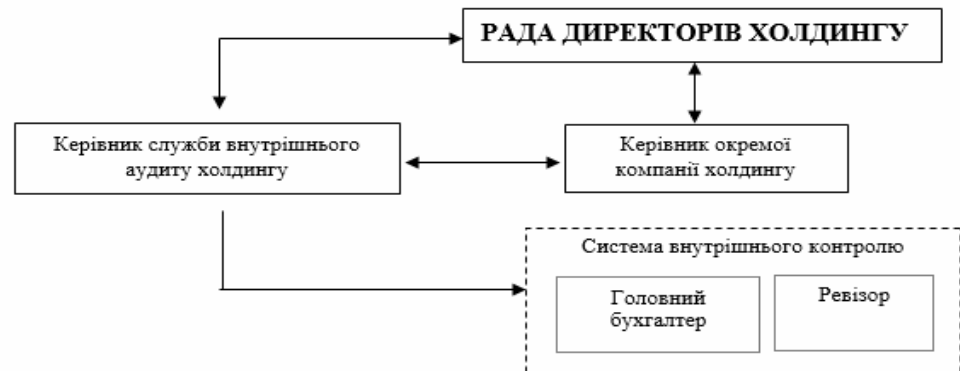 РАДА ДИРЕКТОРІВ ХОЛДИНГУ
Керівник служби внутрішнього
аудиту холдингу
Керівник окремої
компанії холдингу
Система внутрішнього контролю
Головний
бухгалтер
Ревізор